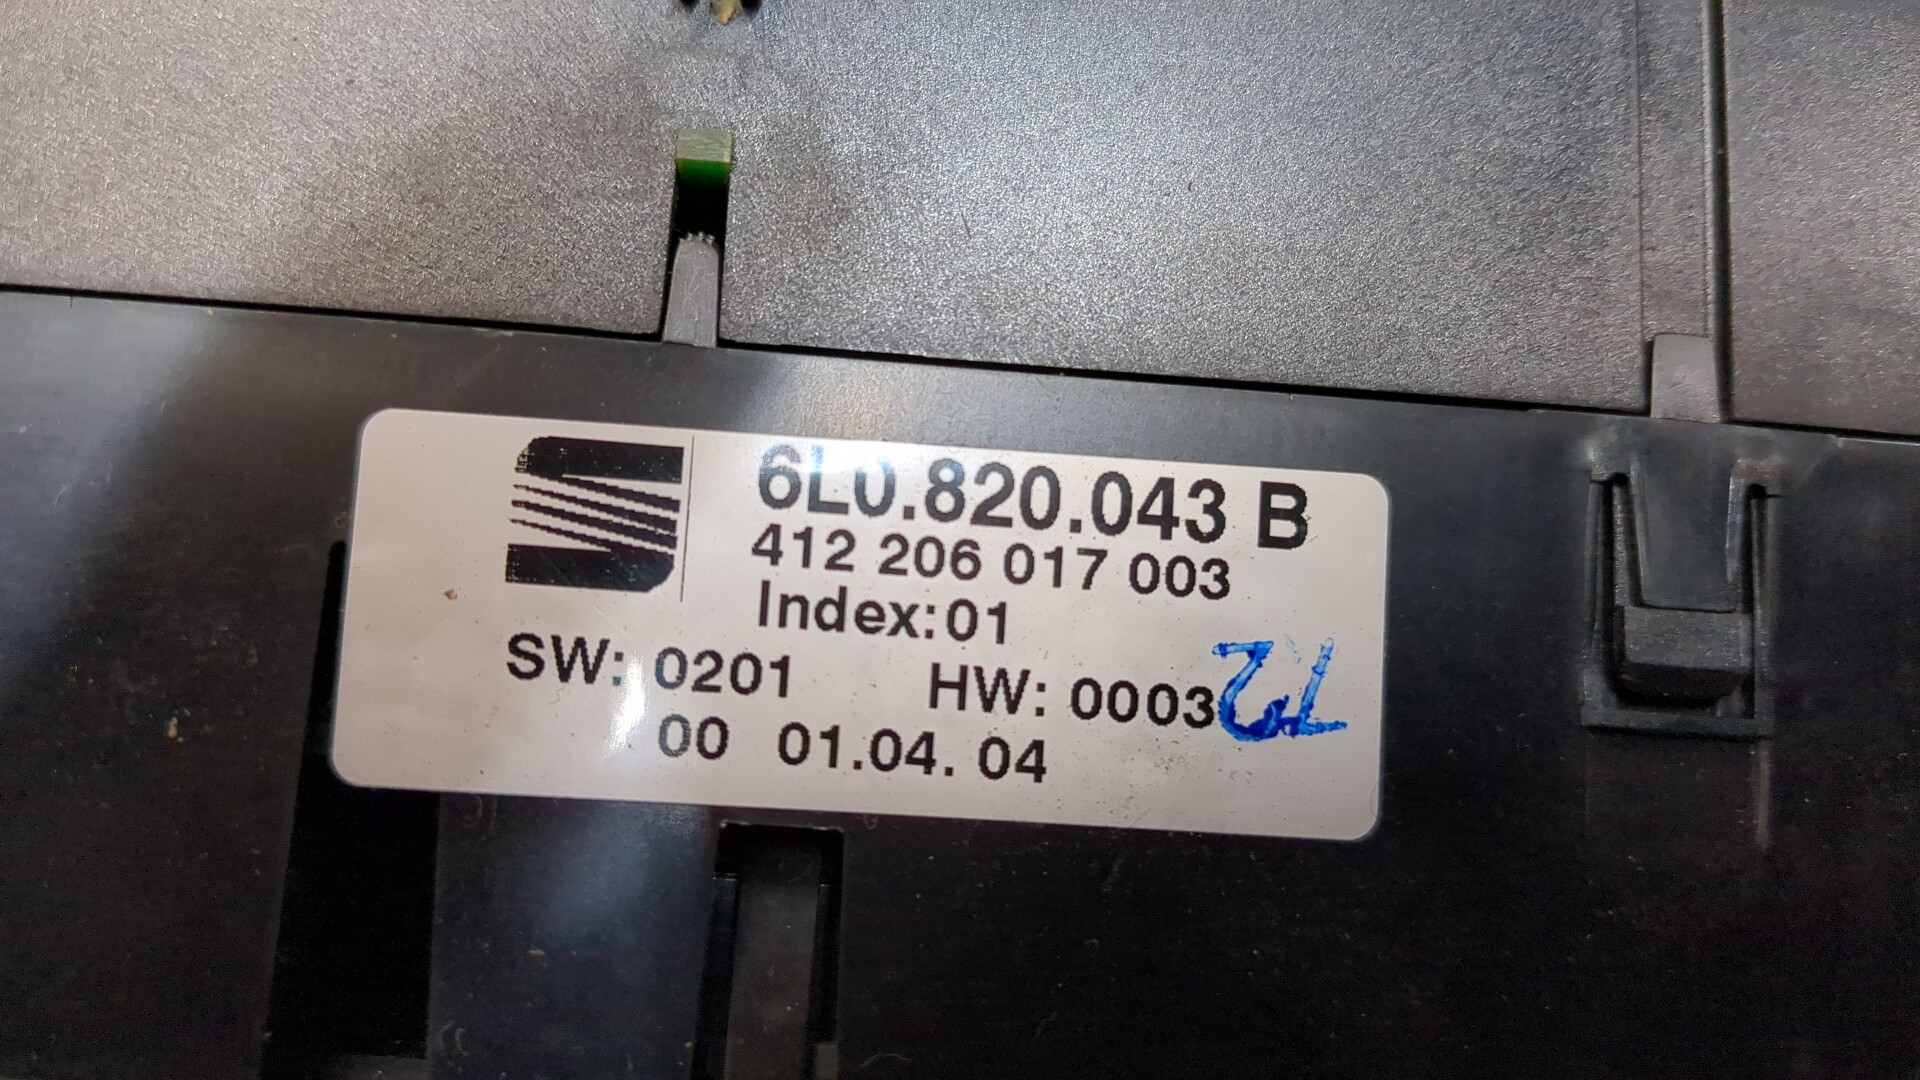 6L0.820.043 B
412 206 017 003
Index:01
SW: 0201 HW: 0003
00 01.04. 04